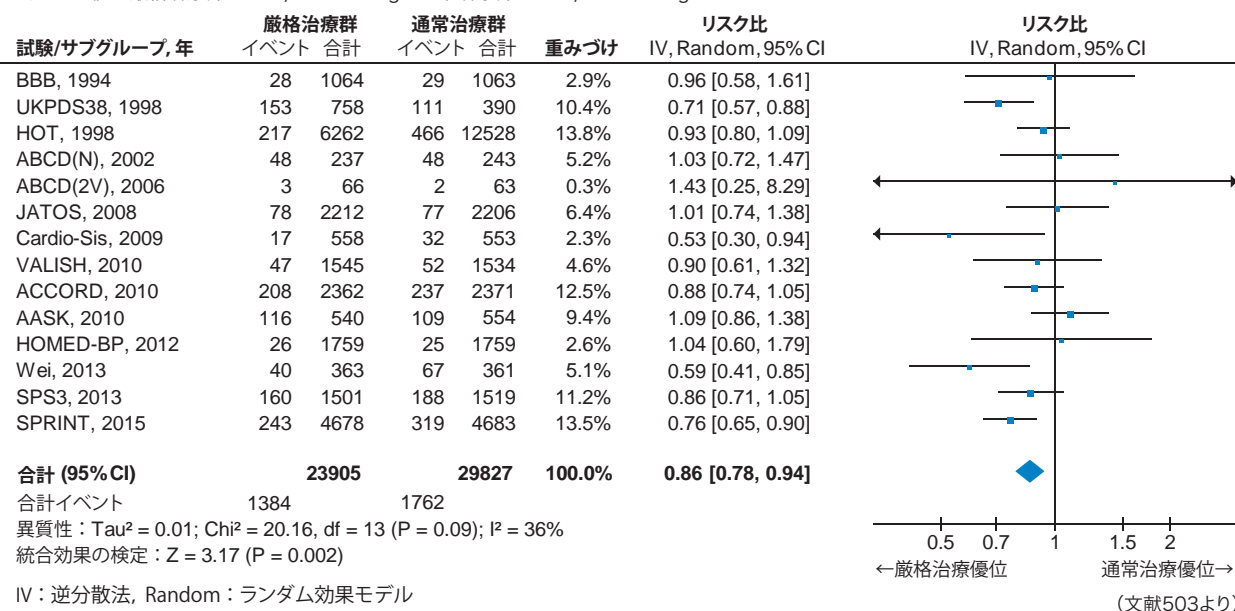 厳格治療群 通常治療群 リスク比 リスク比
試験/サブグループ, 年 イベント 合計 イベント 合計 重みづけ IV, Random, 95% CI IV, Random, 95% CI
BBB, 1994 28 1064 29 1063 2.9% 0.96 [0.58, 1.61]
UKPDS38, 1998 153 758 111 390 10.4% 0.71 [0.57, 0.88]
HOT, 1998 217 6262 466 12528 13.8% 0.93 [0.80, 1.09]
ABCD(N), 2002 48 237 48 243 5.2% 1.03 [0.72, 1.47]
ABCD(2V), 2006 3 66 2 63 0.3% 1.43 [0.25, 8.29]
JATOS, 2008 78 2212 77 2206 6.4% 1.01 [0.74, 1.38]
Cardio-Sis, 2009 17 558 32 553 2.3% 0.53 [0.30, 0.94]
VALISH, 2010 47 1545 52 1534 4.6% 0.90 [0.61, 1.32]
ACCORD, 2010 208 2362 237 2371 12.5% 0.88 [0.74, 1.05]
AASK, 2010 116 540 109 554 9.4% 1.09 [0.86, 1.38]
HOMED-BP, 2012 26 1759 25 1759 2.6% 1.04 [0.60, 1.79]
Wei, 2013 40 363 67 361 5.1% 0.59 [0.41, 0.85]
SPS3, 2013 160 1501 188 1519 11.2% 0.86 [0.71, 1.05]
SPRINT, 2015 243 4678 319 4683 13.5% 0.76 [0.65, 0.90]
合計 (95% CI) 23905 29827 100.0% 0.86 [0.78, 0.94]
合計イベント 1384 1762
異質性：Tau² = 0.01; Chi² = 20.16, df = 13 (P = 0.09); I² = 36%
統合効果の検定：Z = 3.17 (P = 0.002)
0.5 0.7 1 1.5 2
←厳格治療優位 通常治療優位→
IV：逆分散法, Random：ランダム効果モデル
(文献503より)